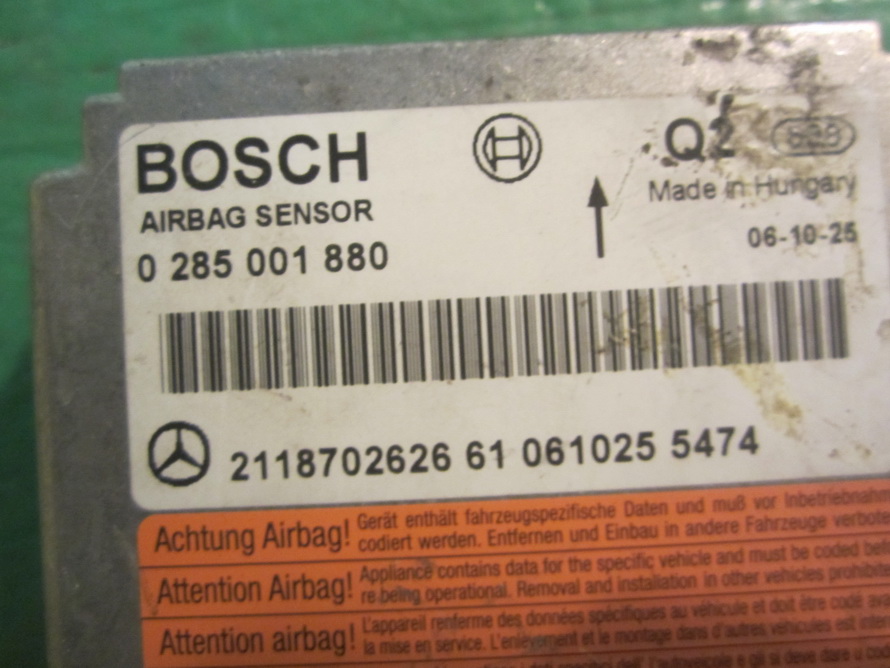 BOSCH
Q2
AIRBAG SENSOR
Made in Hungary
0 285 001 880
06-10-25
2118702626 61 061025 5474
Achtung Airbag! Gerät enthält fahrzeugspezifische Daten und muß vor
codiert werden. Entfernen und Einbau in andere Fahrzeuge
Attention Airbag! Appliance contains data for the specific vehicle and must be coded
re being operational. Removal and installation in other vehicles
Attention airbag! L'appareil renferme des données spécifiques au véhicule et doit être codé
la mise en service. L'enlèvement et le montage dans d'autres véhicules est